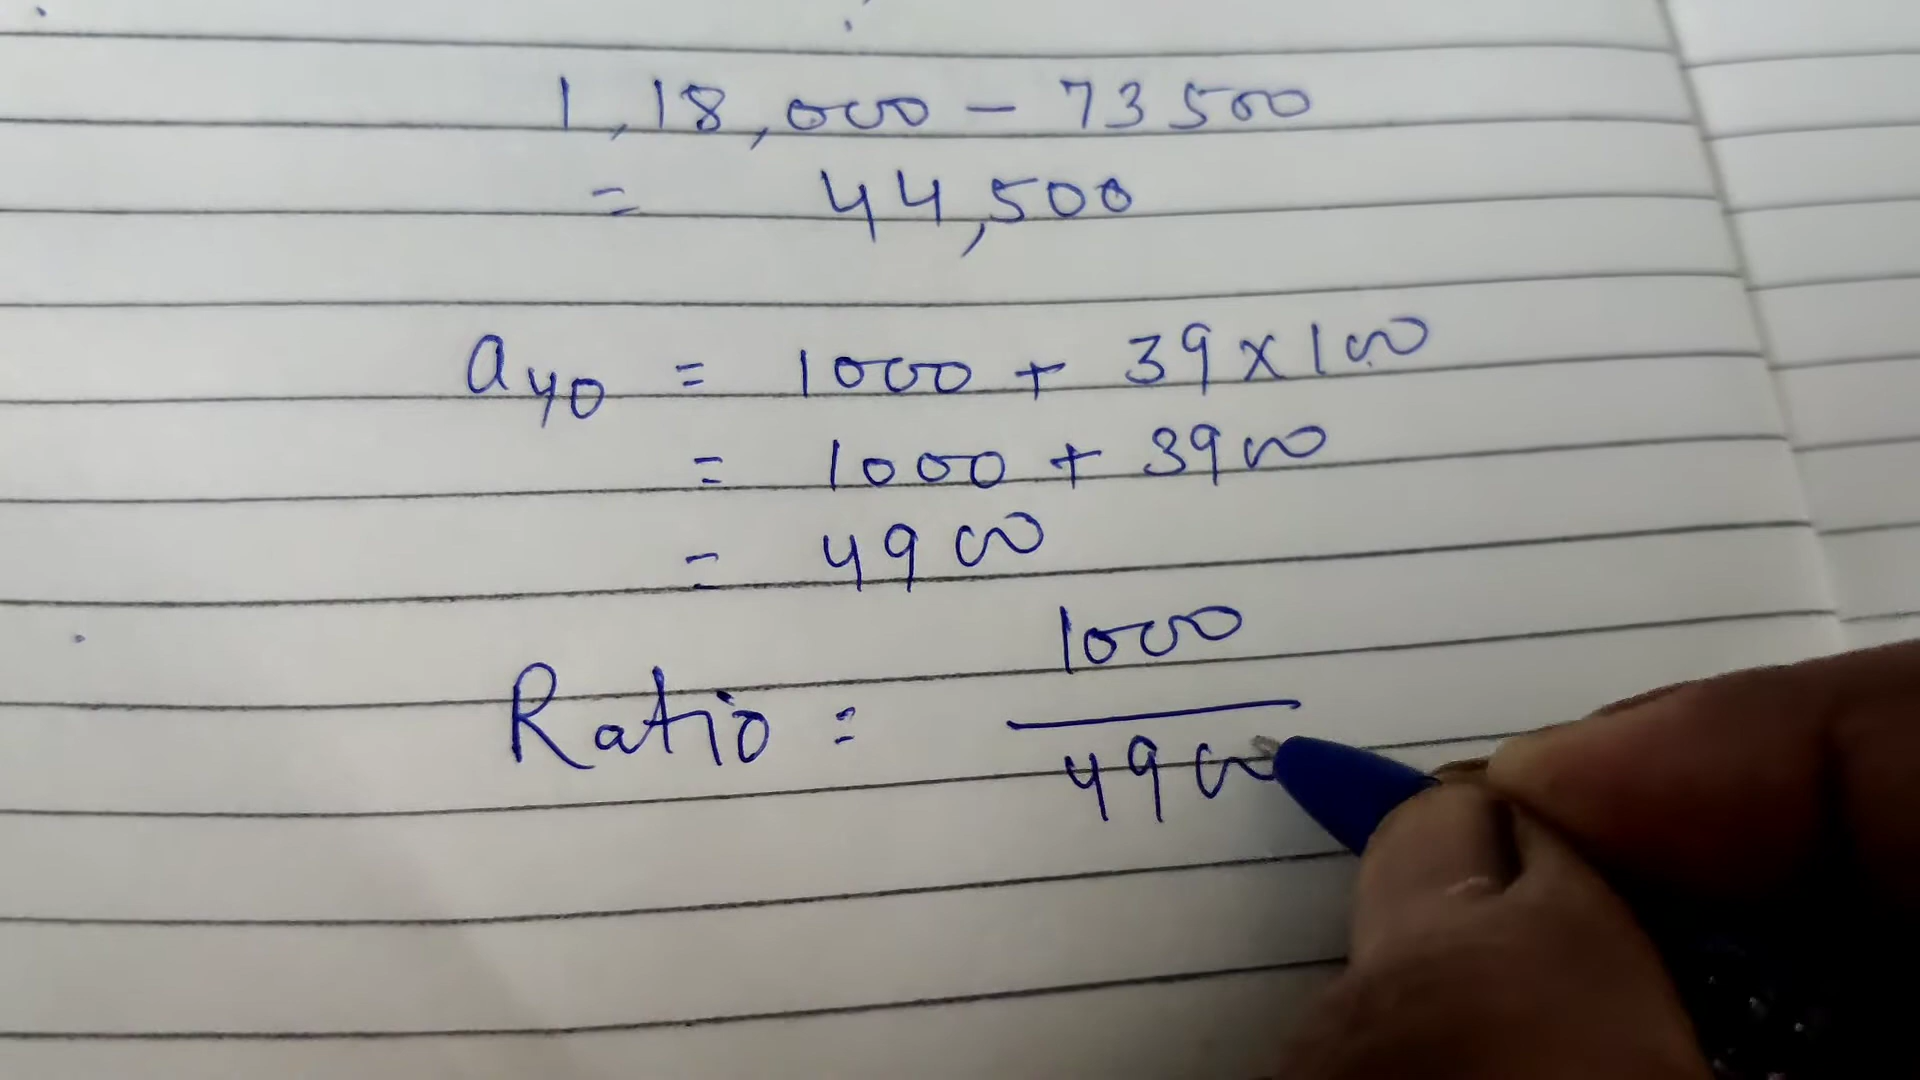 1,18,000 - 73500
= 44,500
a40 = 1000 + 39 x 100
= 1000 + 3900
= 4900
Ratio = 1000
4900